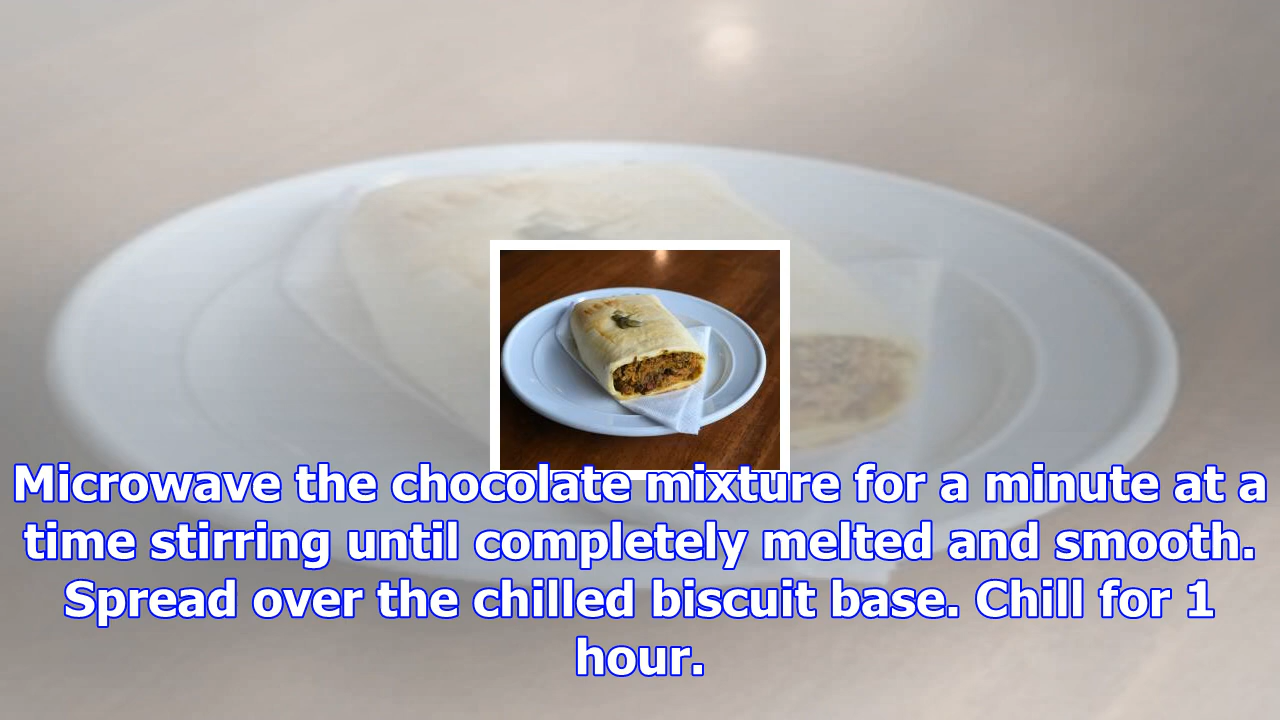 Microwave the chocolate mixture for a minute at a
time stirring until completely melted and smooth.
Spread over the chilled biscuit base. Chill for 1
hour.